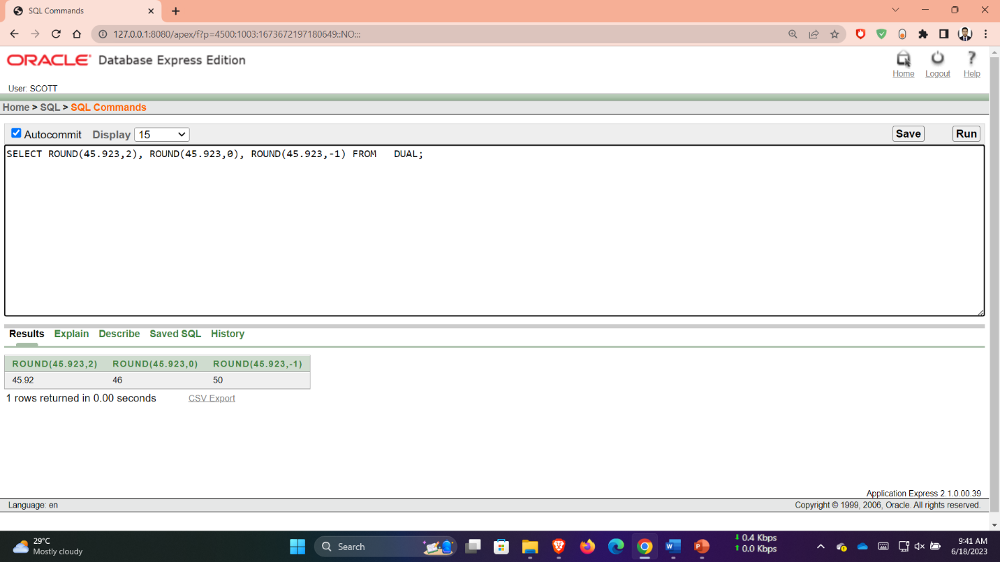 SQL Commands
127.0.0.1:8080/apex/f?p=4500:1003:1673672197180649::NO:::
ORACLE® Database Express Edition
Home Logout Help
User: SCOTT
Home > SQL > SQL Commands
Autocommit Display 15 Save Run
SELECT ROUND(45.923,2), ROUND(45.923,0), ROUND(45.923,-1) FROM   DUAL;
Results Explain Describe Saved SQL History
ROUND(45.923,2) ROUND(45.923,0) ROUND(45.923,-1)
45.92 46 50
1 rows returned in 0.00 seconds CSV Export
Application Express 2.1.0.00.39
Language: en Copyright © 1999, 2006, Oracle. All rights reserved.
29°C
Mostly cloudy
Search
0.4 Kbps
0.0 Kbps
9:41 AM
6/18/2023